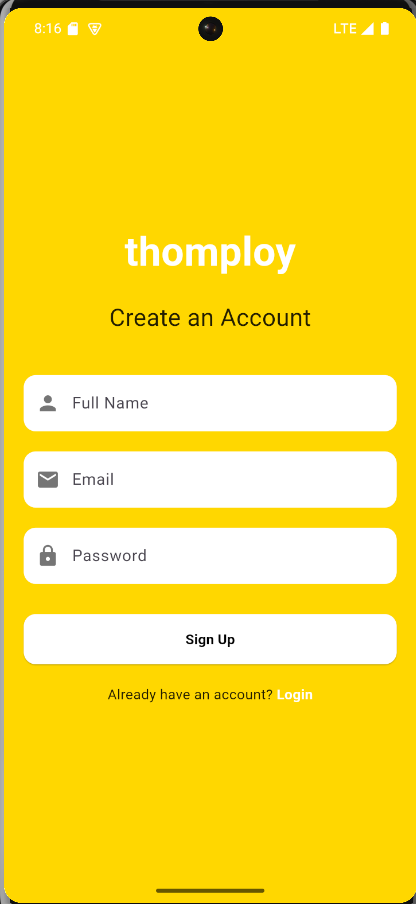 8:16 LTE
thomploy
Create an Account
Full Name
Email
Password
Sign Up
Already have an account? Login